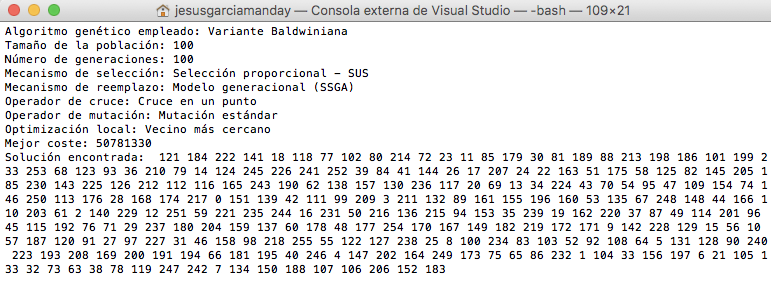 jesusgarciamanday — Consola externa de Visual Studio — -bash — 109×21
Algoritmo genético empleado: Variante Baldwiniana
Tamaño de la población: 100
Número de generaciones: 100
Mecanismo de selección: Selección proporcional - SUS
Mecanismo de reemplazo: Modelo generacional (SSGA)
Operador de cruce: Cruce en un punto
Operador de mutación: Mutación estándar
Optimización local: Vecino más cercano
Mejor coste: 50781330
Solución encontrada:  121 184 222 141 18 118 77 102 80 214 72 23 11 85 179 30 81 189 88 213 198 186 101 199 2
33 253 68 123 93 36 210 79 14 124 245 226 241 252 39 84 41 144 26 17 207 24 22 163 51 175 58 125 82 145 205 1
85 230 143 225 126 212 112 116 165 243 190 62 138 157 130 236 117 20 69 13 34 224 43 70 54 95 47 109 154 74 1
46 250 113 176 28 168 174 217 0 151 139 42 111 99 209 3 211 132 89 161 155 196 160 53 135 67 248 148 44 166 1
10 203 61 2 140 229 12 251 59 221 235 244 16 231 50 216 136 215 94 153 35 239 19 162 220 37 87 49 114 201 96
45 115 192 76 71 29 237 180 204 159 137 60 178 48 177 254 170 167 149 182 219 172 171 9 142 228 129 15 56 10
57 187 120 91 27 97 227 31 46 158 98 218 255 55 122 127 238 25 8 100 234 83 103 52 92 108 64 5 131 128 90 240
223 193 208 169 200 191 194 66 181 195 40 246 4 147 202 164 249 173 75 65 86 232 1 104 33 156 197 6 21 105 1
33 32 73 63 38 78 119 247 242 7 134 150 188 107 106 206 152 183